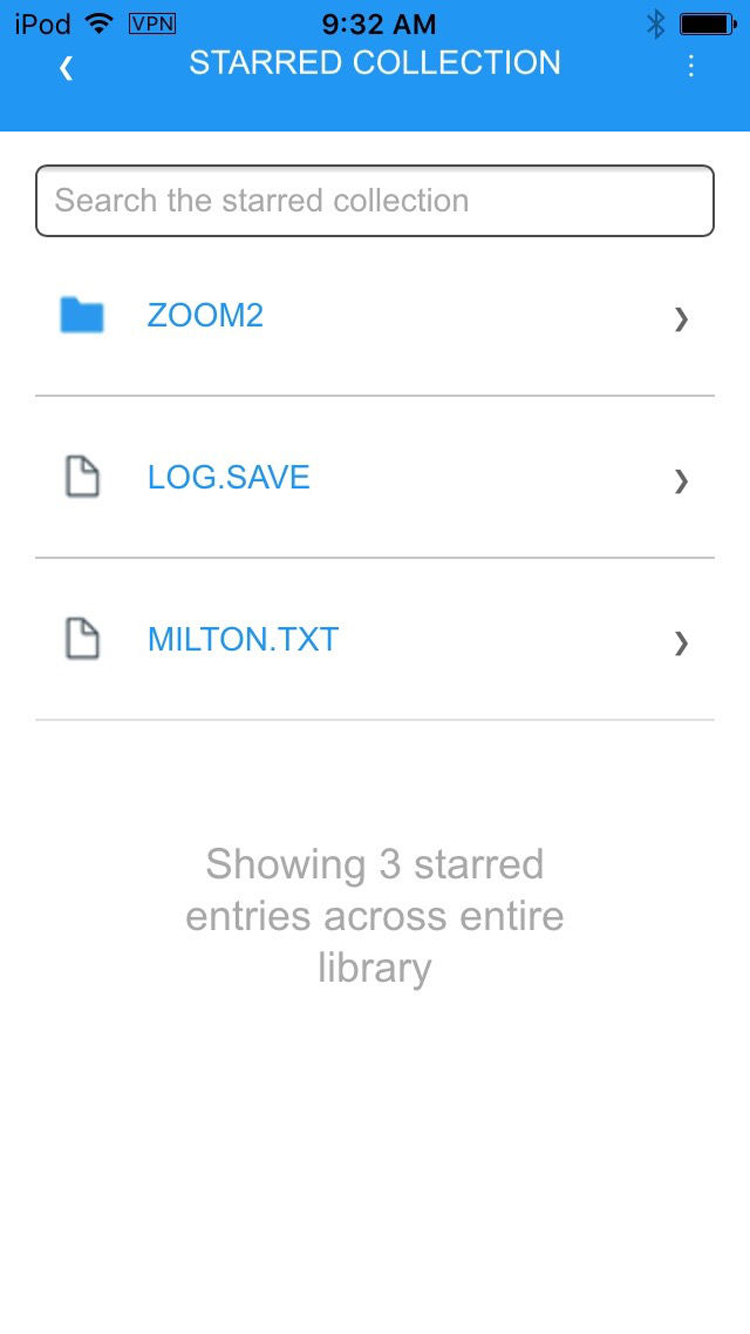 iPod VPN 9:32 AM
STARRED COLLECTION
Search the starred collection
ZOOM2
LOG.SAVE
MILTON.TXT
Showing 3 starred
entries across entire
library